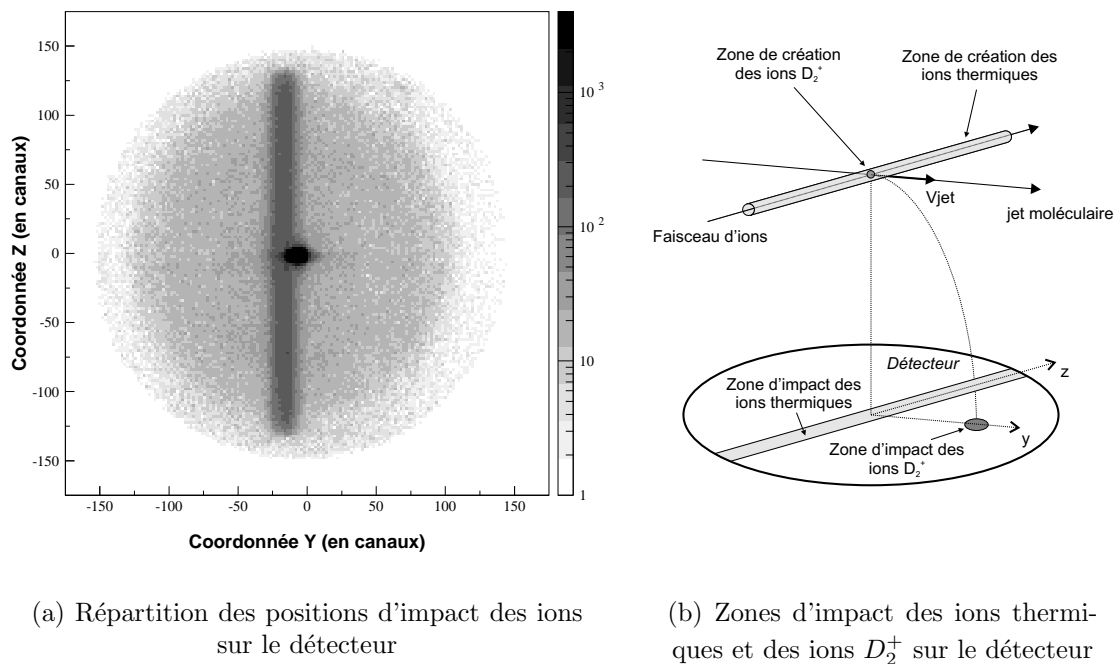 Coordonnée Z (en canaux)
150
100
50
0
-50
-100
-150
-150 -100 -50 0 50 100 150
Coordonnée Y (en canaux)
10³
10²
10
1
Zone de création
des ions D₂⁺
Zone de création des
ions thermiques
Vjet
jet moléculaire
Faisceau d'ions
Détecteur
z
Zone d'impact des
ions thermiques
y
Zone d'impact des
ions D₂⁺
(a) Répartition des positions d'impact des ions
sur le détecteur
(b) Zones d'impact des ions thermi-
ques et des ions D₂⁺ sur le détecteur